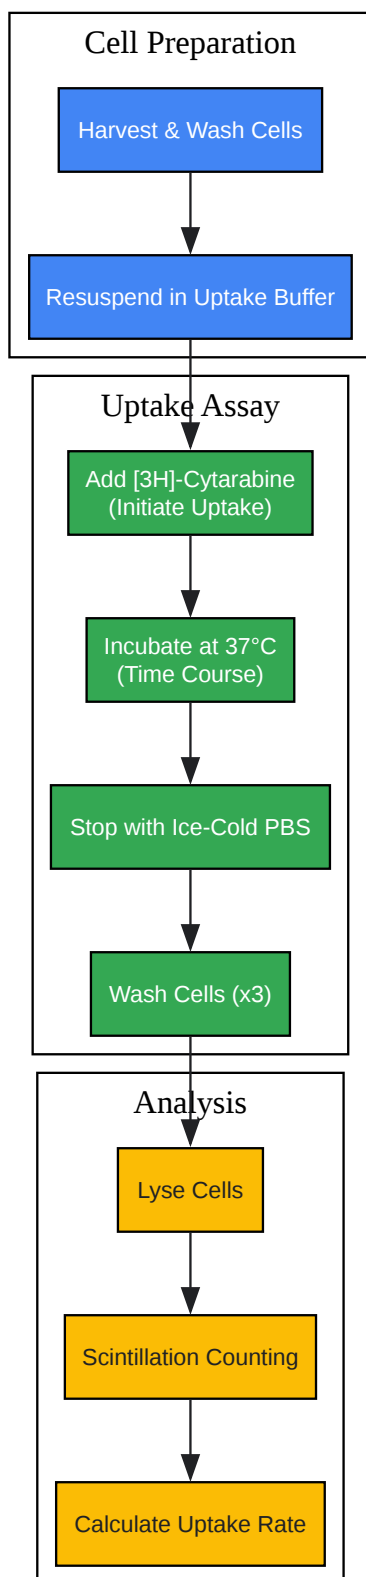 Cell Preparation
Harvest & Wash Cells
Resuspend in Uptake Buffer
Uptake Assay
Add [3H]-Cytarabine
(Initiate Uptake)
Incubate at 37°C
(Time Course)
Stop with Ice-Cold PBS
Wash Cells (x3)
Analysis
Lyse Cells
Scintillation Counting
Calculate Uptake Rate